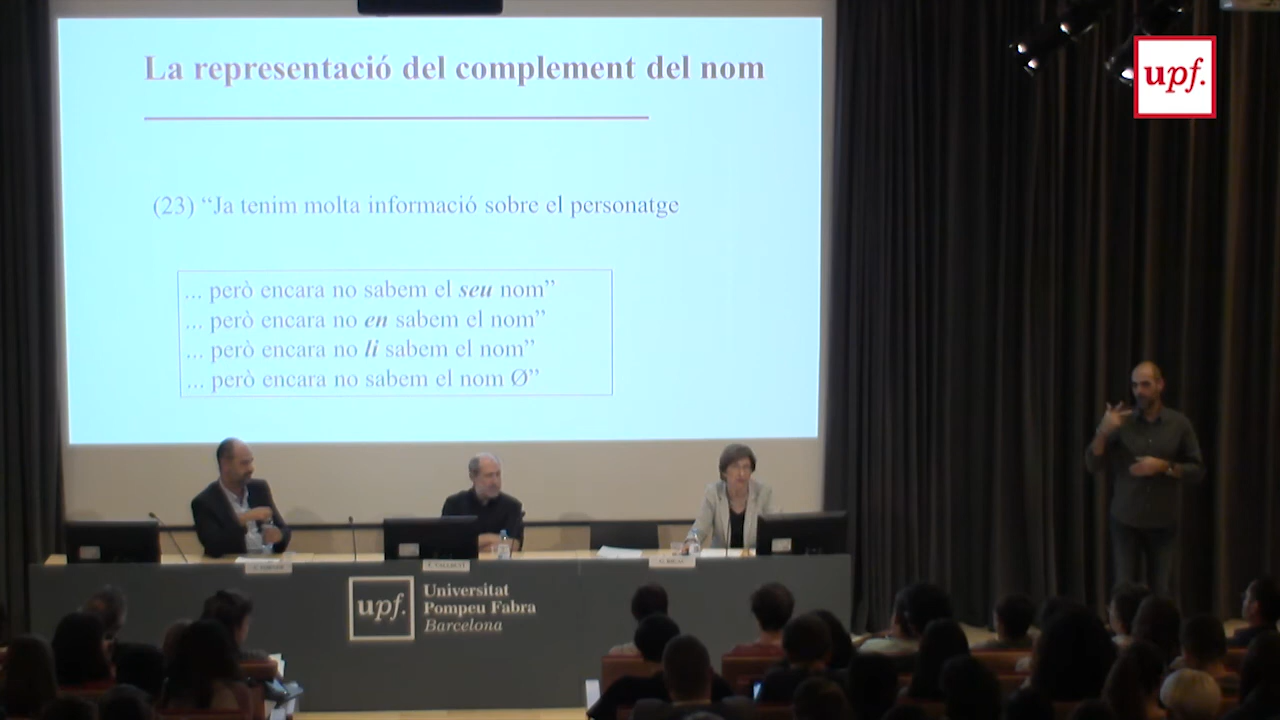 La representació del complement del nom
(23) “Ja tenim molta informació sobre el personatge
... però encara no sabem el seu nom”
... però encara no en sabem el nom”
... però encara no li sabem el nom”
... però encara no sabem el nom Ø”
upf.
upf.
Universitat
Pompeu Fabra
Barcelona